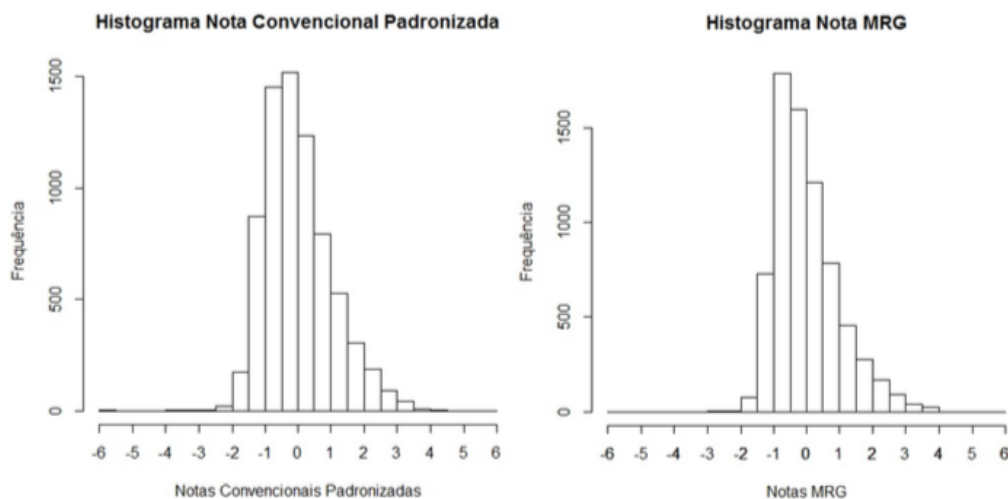 Histograma Nota Convencional Padronizada
Histograma Nota MRG
Frequência
1500
1000
500
0
-6 -5 -4 -3 -2 -1 0 1 2 3 4 5 6
Notas Convencionais Padronizadas
Frequência
1500
1000
500
0
-6 -5 -4 -3 -2 -1 0 1 2 3 4 5 6
Notas MRG